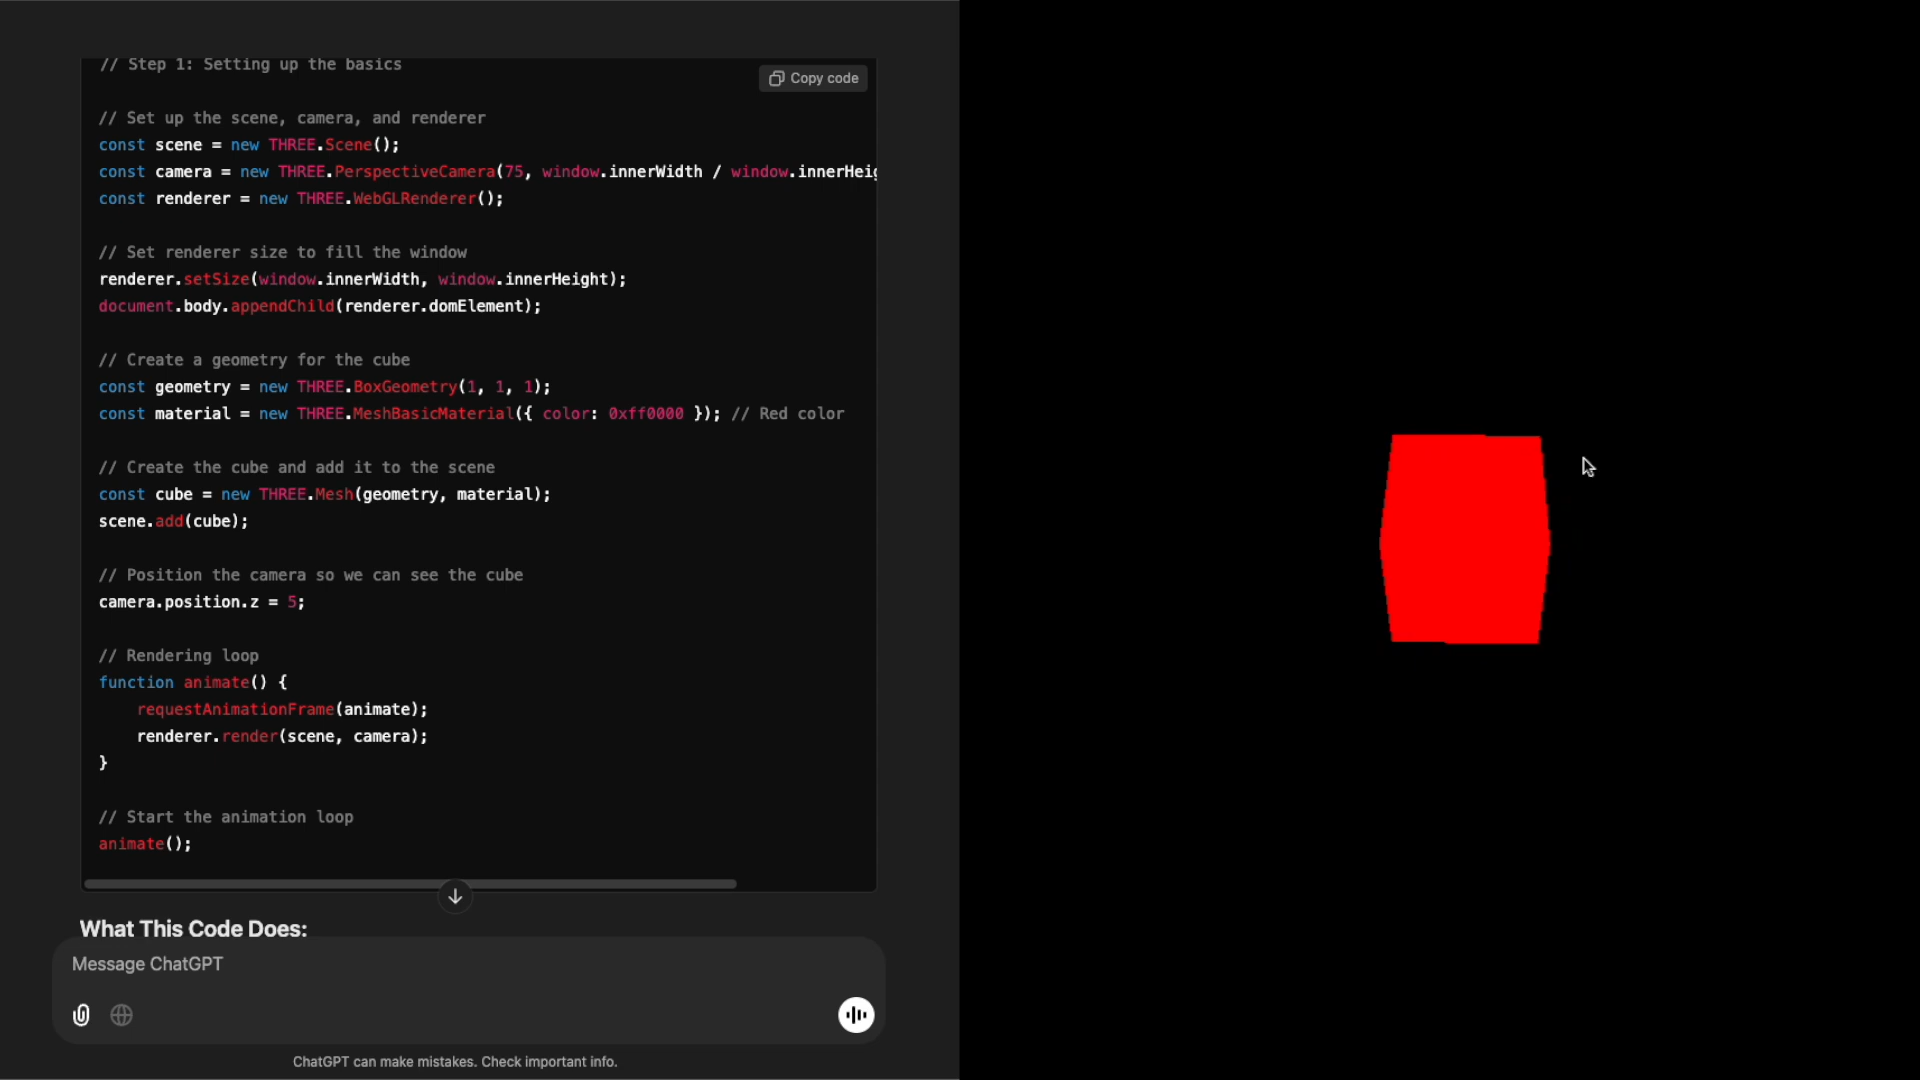 // Step 1: Setting up the basics
Copy code
// Set up the scene, camera, and renderer
const scene = new THREE.Scene();
const camera = new THREE.PerspectiveCamera(75, window.innerWidth / window.innerHeig
const renderer = new THREE.WebGLRenderer();
// Set renderer size to fill the window
renderer.setSize(window.innerWidth, window.innerHeight);
document.body.appendChild(renderer.domElement);
// Create a geometry for the cube
const geometry = new THREE.BoxGeometry(1, 1, 1);
const material = new THREE.MeshBasicMaterial({ color: 0xff0000 }); // Red color
// Create the cube and add it to the scene
const cube = new THREE.Mesh(geometry, material);
scene.add(cube);
// Position the camera so we can see the cube
camera.position.z = 5;
// Rendering loop
function animate() {
    requestAnimationFrame(animate);
    renderer.render(scene, camera);
}
// Start the animation loop
animate();
What This Code Does:
Message ChatGPT
ChatGPT can make mistakes. Check important info.